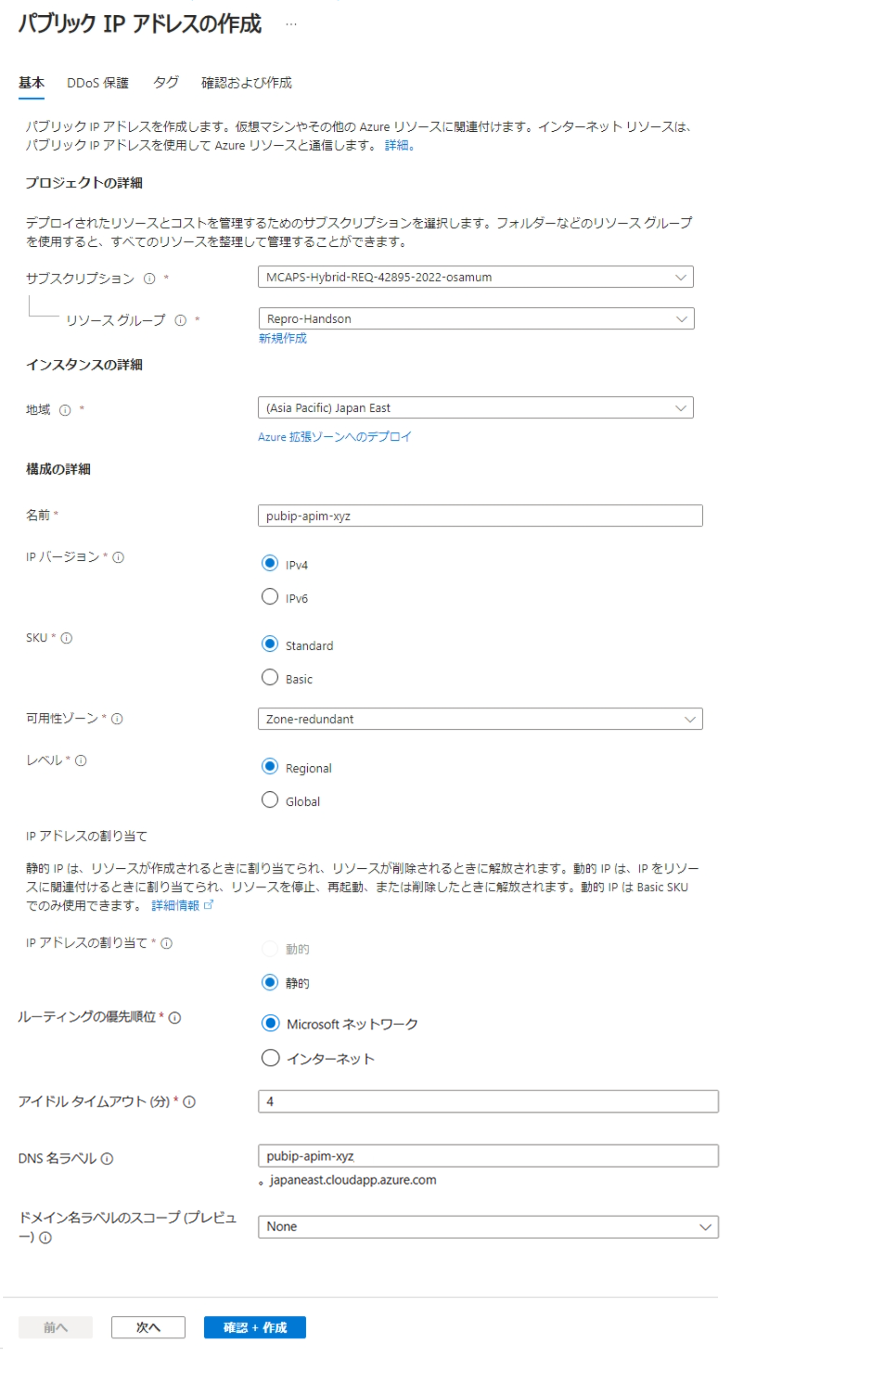 パブリック IP アドレスの作成 …
基本 DDoS 保護 タグ 確認および作成
パブリック IP アドレスを作成します。仮想マシンやその他の Azure リソースに関連付けます。インターネット リソースは、
パブリック IP アドレスを使用して Azure リソースと通信します。 詳細。
プロジェクトの詳細
デプロイされたリソースとコストを管理するためのサブスクリプションを選択します。フォルダーなどのリソース グループ
を使用すると、すべてのリソースを整理して管理することができます。
サブスクリプション * MCAPS-Hybrid-REQ-42895-2022-osamum
リソース グループ * Repro-Handson
新規作成
インスタンスの詳細
地域 * (Asia Pacific) Japan East
Azure 拡張ゾーンへのデプロイ
構成の詳細
名前 * pubip-apim-xyz
IP バージョン * IPv4
IPv6
SKU * Standard
Basic
可用性ゾーン * Zone-redundant
レベル * Regional
Global
IP アドレスの割り当て
静的 IP は、リソースが作成されるときに割り当てられ、リソースが削除されるときに解放されます。動的 IP は、IP をリソー
スに関連付けるときに割り当てられ、リソースを停止、再起動、または削除したときに解放されます。動的 IP は Basic SKU
でのみ使用できます。 詳細情報
IP アドレスの割り当て * 動的
静的
ルーティングの優先順位 * Microsoft ネットワーク
インターネット
アイドル タイムアウト (分) * 4
DNS 名ラベル pubip-apim-xyz
。japaneast.cloudapp.azure.com
ドメイン名ラベルのスコープ (プレビュ
ー) None
前へ 次へ 確認 + 作成